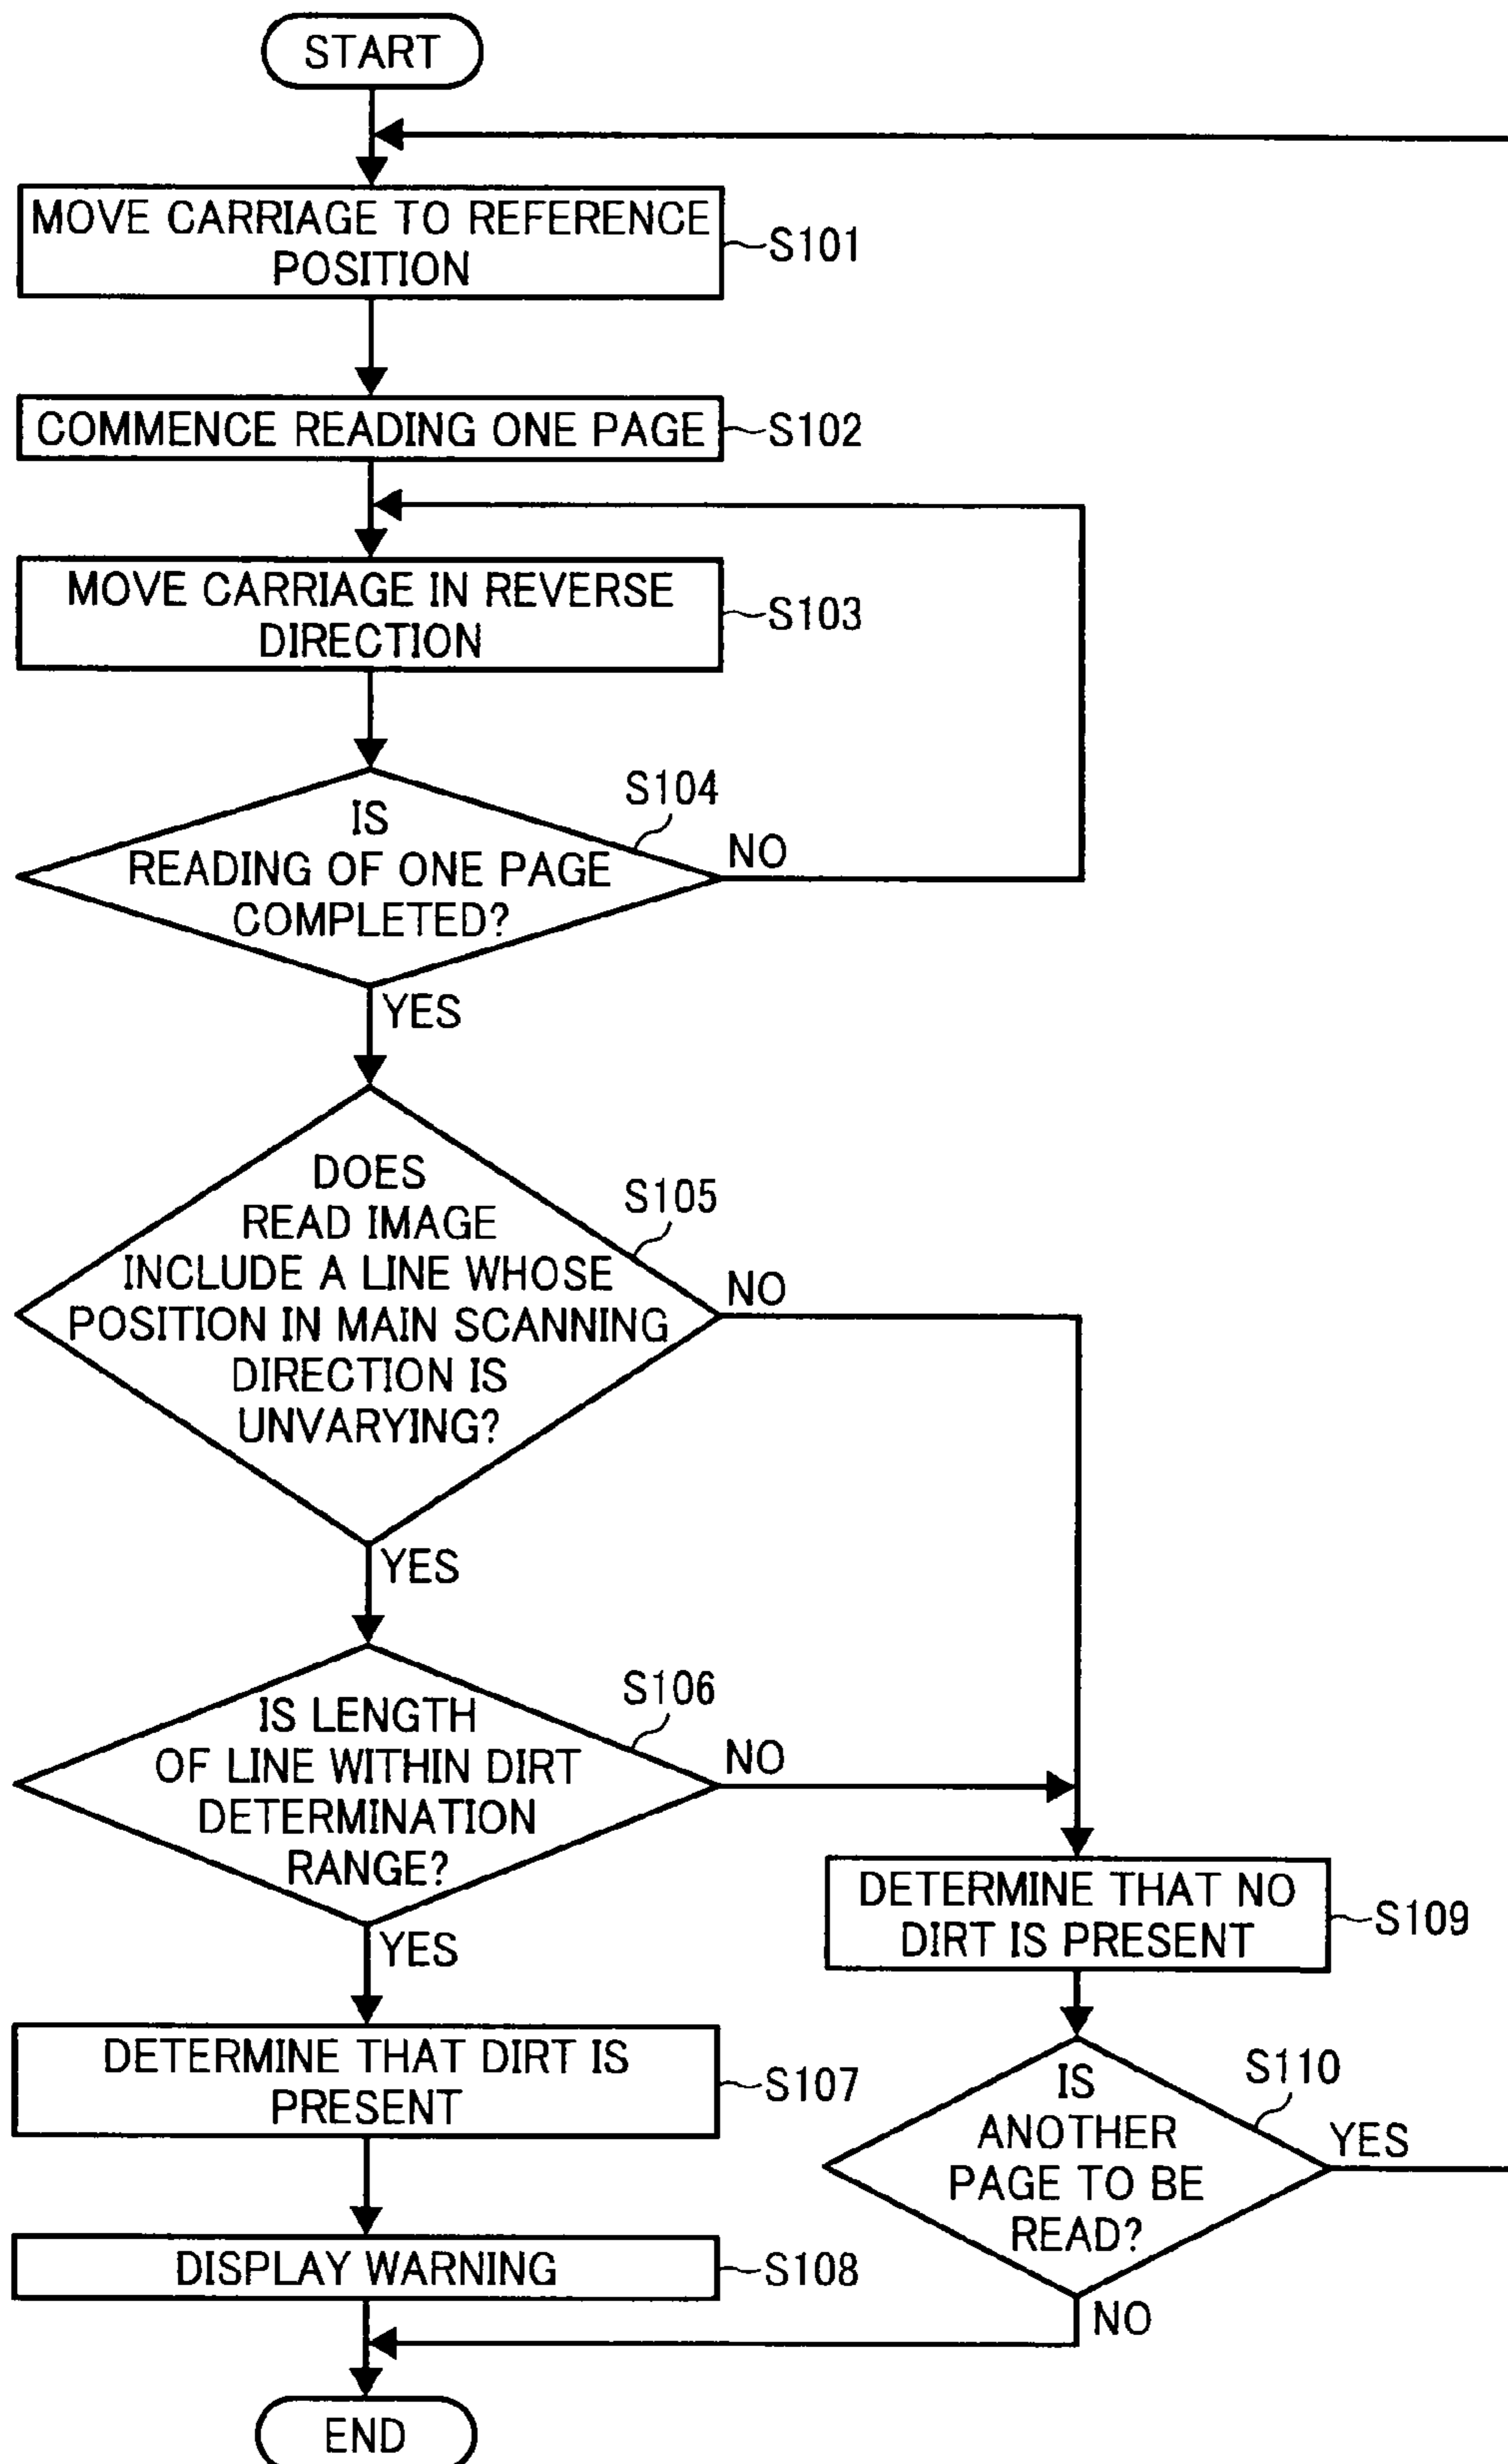 START
MOVE CARRIAGE TO REFERENCE
POSITION
S101
COMMENCE READING ONE PAGE
S102
MOVE CARRIAGE IN REVERSE
DIRECTION
S103
S104
IS
READING OF ONE PAGE
COMPLETED?
NO
YES
S105
DOES
READ IMAGE
INCLUDE A LINE WHOSE
POSITION IN MAIN SCANNING
DIRECTION IS
UNVARYING?
NO
YES
S106
IS LENGTH
OF LINE WITHIN DIRT
DETERMINATION
RANGE?
NO
YES
DETERMINE THAT NO
DIRT IS PRESENT
S109
DETERMINE THAT DIRT IS
PRESENT
S107
S110
IS
ANOTHER
PAGE TO BE
READ?
YES
NO
DISPLAY WARNING
S108
END